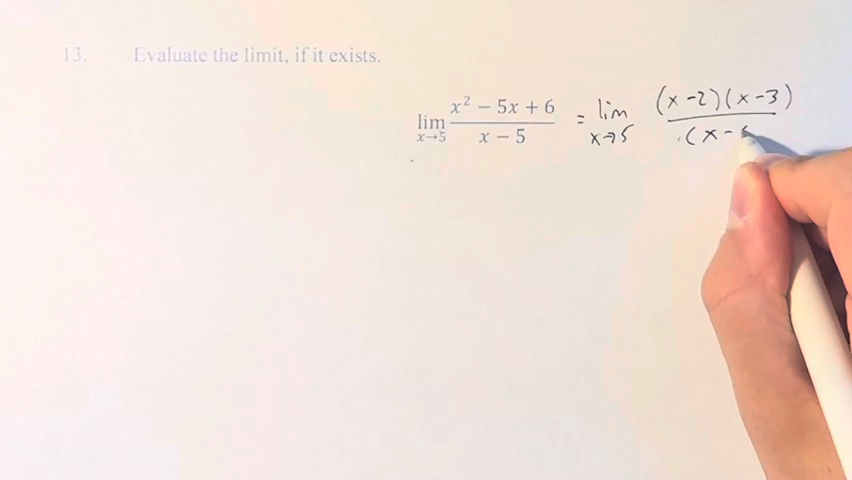 13. Evaluate the limit, if it exists.
lim x→5 (x² − 5x + 6)/(x − 5) = lim x→5 (x-2)(x-3)/(x-